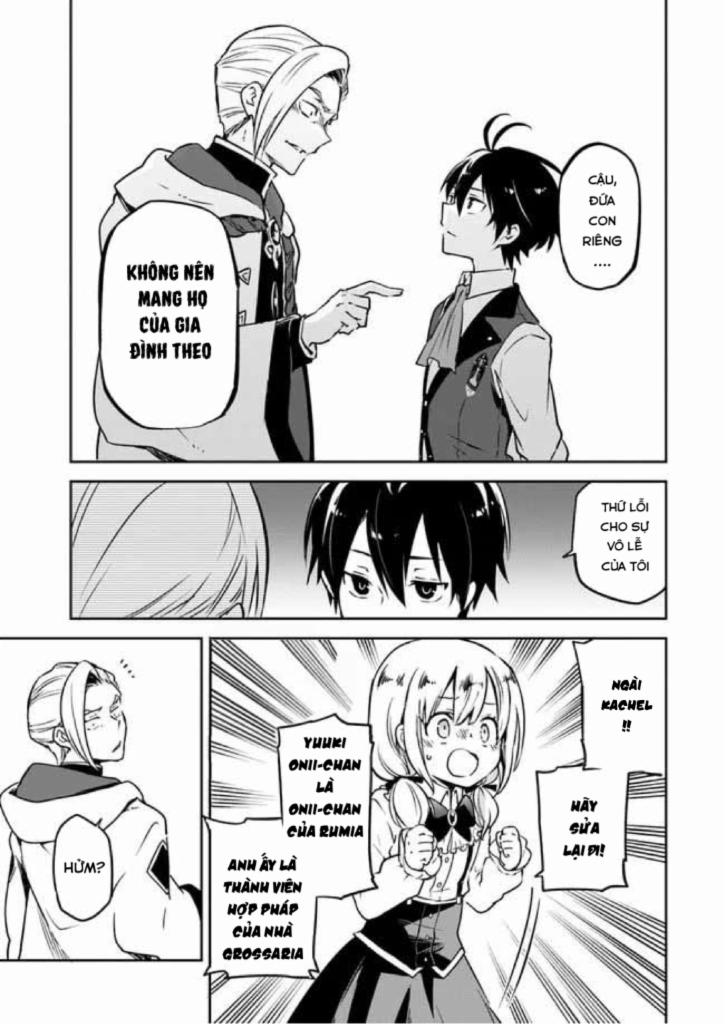 CẬU,
ĐỨA
CON
RIÊNG
....
KHÔNG NÊN
MANG HỌ
CỦA GIA
ĐÌNH THEO
THỨ LỖI
CHO SỰ
VÔ LỄ
CỦA TÔI
NGÀI
KACHEL
!!
HÃY
SỬA
LẠI ĐI!
YUUKI
ONII-CHAN
LÀ
ONII-CHAN
CỦA RUMIA
ANH ẤY LÀ
THÀNH VIÊN
HỢP PHÁP
CỦA NHÀ
GROSSARIA
HỪM?